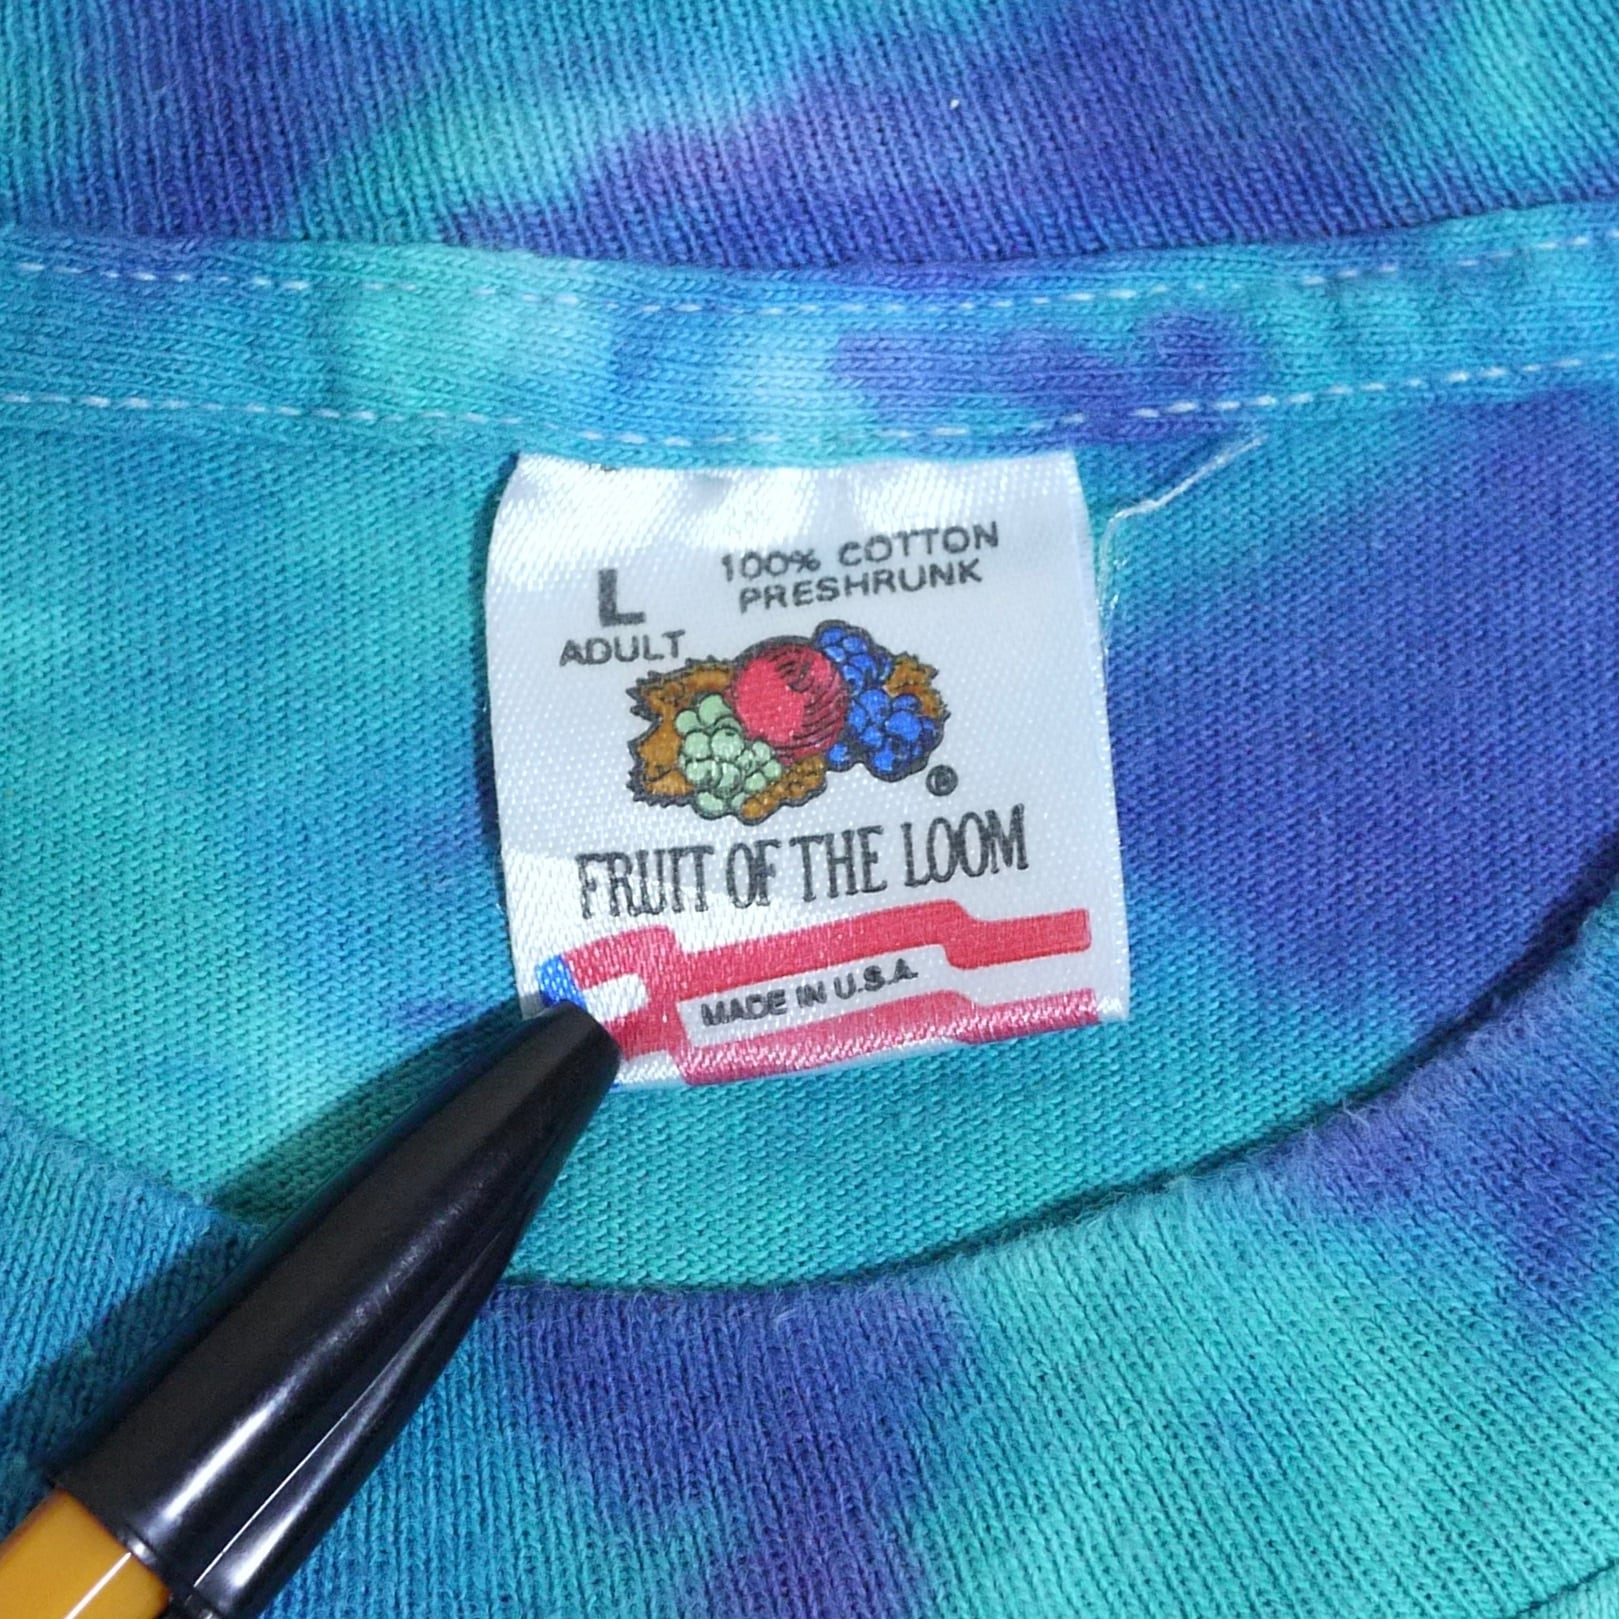 100% COTTON
PRESHRUNK
L
ADULT
®
FRUIT OF THE LOOM
MADE IN U.S.A.